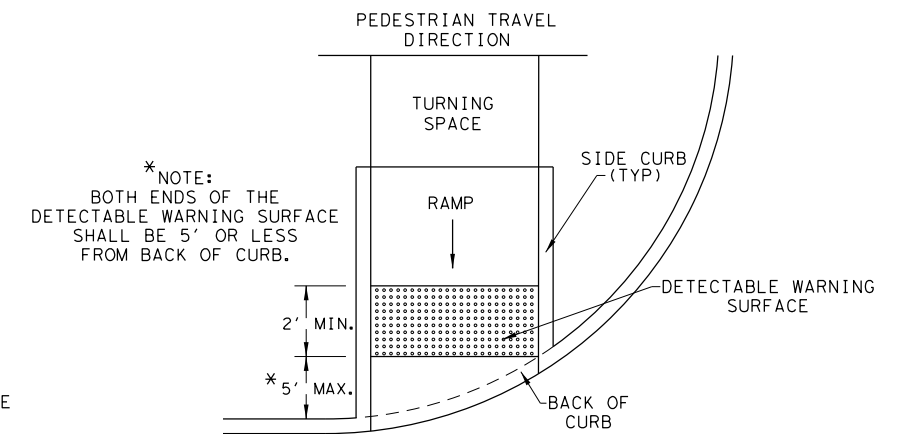 PEDESTRIAN TRAVEL
DIRECTION
TURNING
SPACE
SIDE CURB
(TYP)
*NOTE:
BOTH ENDS OF THE
DETECTABLE WARNING SURFACE
SHALL BE 5' OR LESS
FROM BACK OF CURB.
RAMP
DETECTABLE WARNING
SURFACE
2' MIN.
*5' MAX.
BACK OF
CURB
E